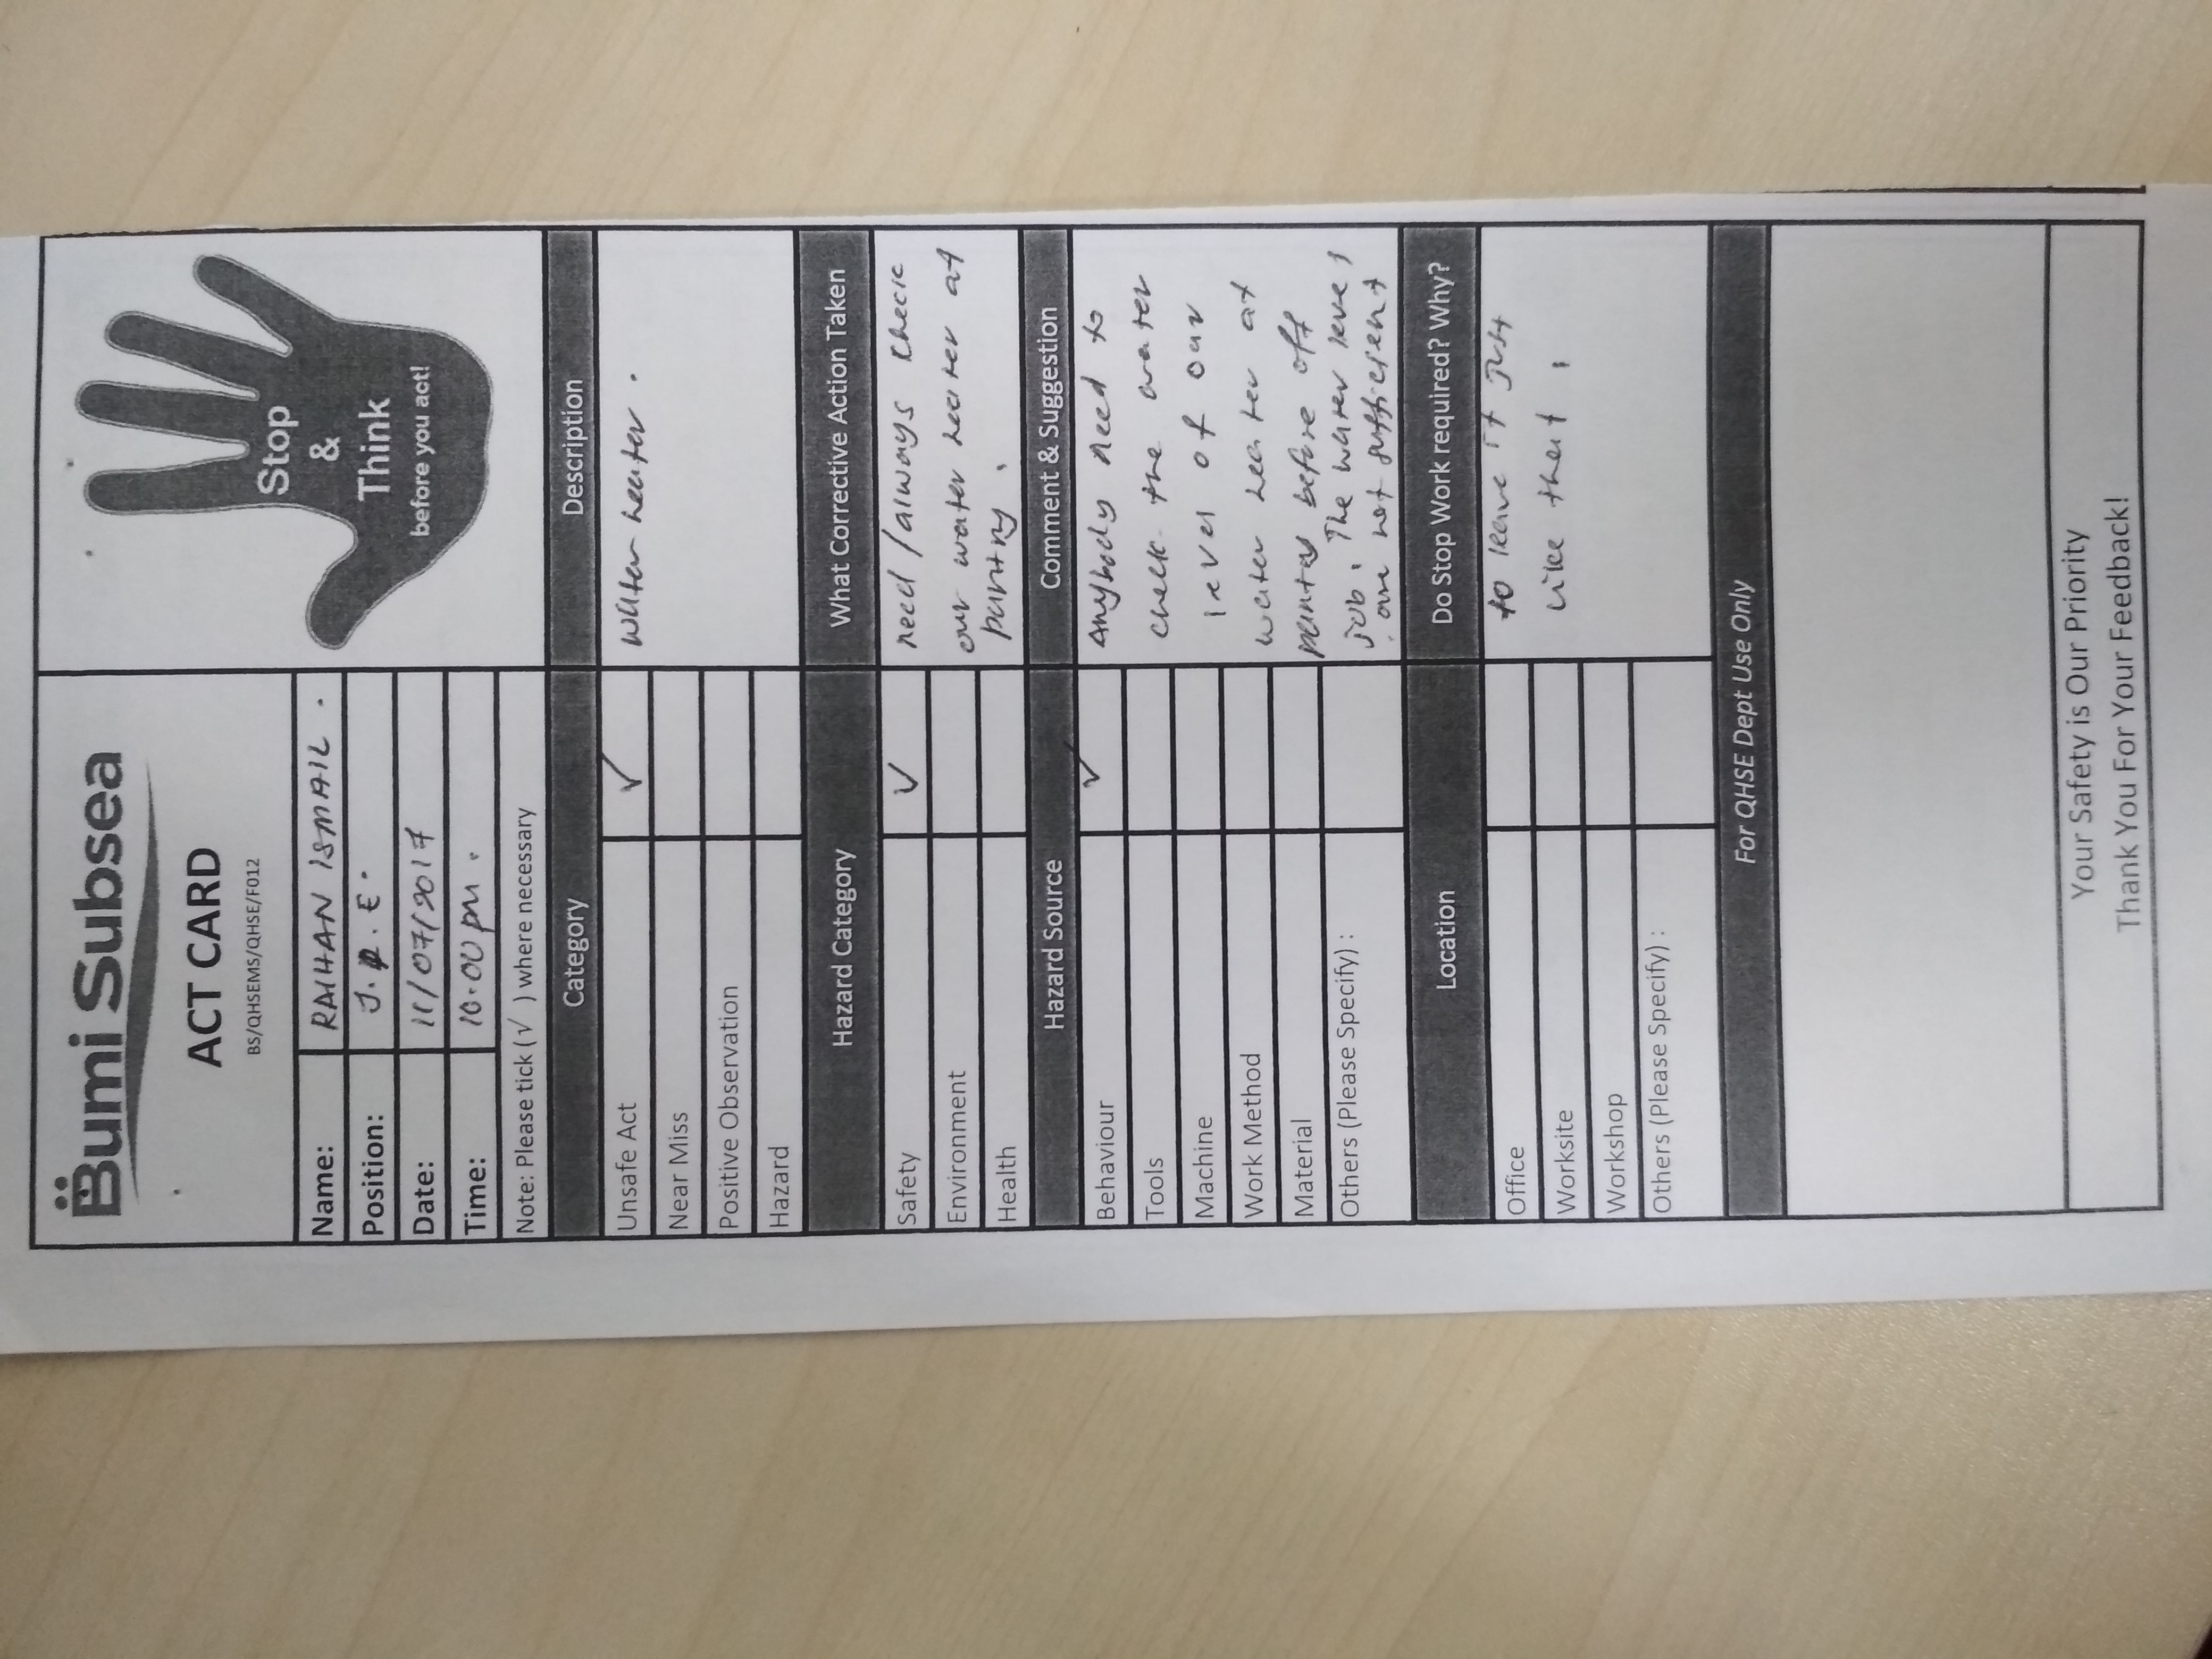 Bumi Subsea
ACT CARD
BS/QHSEMS/QHSE/F012
Stop
&
Think
before you act!
Name: RAIHAN ISMAIL .
Position: J. P. E.
Date: 11/07/2017
Time: 10.00 pm .
Note: Please tick ( √ ) where necessary
Category Description
Unsafe Act √ Water heater .
Near Miss
Positive Observation
Hazard
Hazard Category What Corrective Action Taken
Safety √ need /always check
Environment our water heater at
Health pantry .
Hazard Source Comment & Suggestion
Behaviour √ Anybody need to
Tools check the water
Machine level of our
Work Method water heater at
Material pantry before off
Others (Please Specify) : job . The water level
are not sufficient
Location Do Stop Work required? Why?
Office to leave it just
Worksite like that .
Workshop
Others (Please Specify) :
For QHSE Dept Use Only
Your Safety is Our Priority
Thank You For Your Feedback!